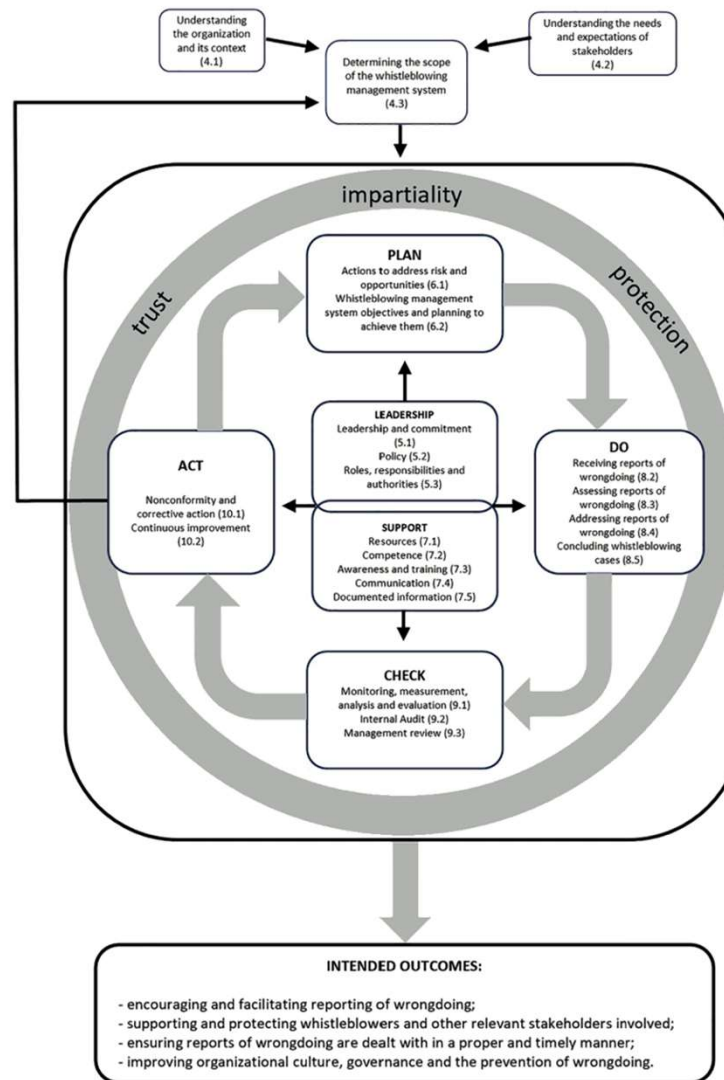 Understanding
the organization
and its context
(4.1)
Understanding the needs
and expectations of
stakeholders
(4.2)
Determining the scope
of the whistleblowing
management system
(4.3)
impartiality
trust
protection
PLAN
Actions to address risk and
opportunities (6.1)
Whistleblowing management
system objectives and planning to
achieve them (6.2)
LEADERSHIP
Leadership and commitment
(5.1)
Policy (5.2)
Roles, responsibilities and
authorities (5.3)
ACT
Nonconformity and
corrective action (10.1)
Continuous improvement
(10.2)
DO
Receiving reports of
wrongdoing (8.2)
Assessing reports of
wrongdoing (8.3)
Addressing reports of
wrongdoing (8.4)
Concluding whistleblowing
cases (8.5)
SUPPORT
Resources (7.1)
Competence (7.2)
Awareness and training (7.3)
Communication (7.4)
Documented information (7.5)
CHECK
Monitoring, measurement,
analysis and evaluation (9.1)
Internal Audit (9.2)
Management review (9.3)
INTENDED OUTCOMES:
- encouraging and facilitating reporting of wrongdoing;
- supporting and protecting whistleblowers and other relevant stakeholders involved;
- ensuring reports of wrongdoing are dealt with in a proper and timely manner;
- improving organizational culture, governance and the prevention of wrongdoing.